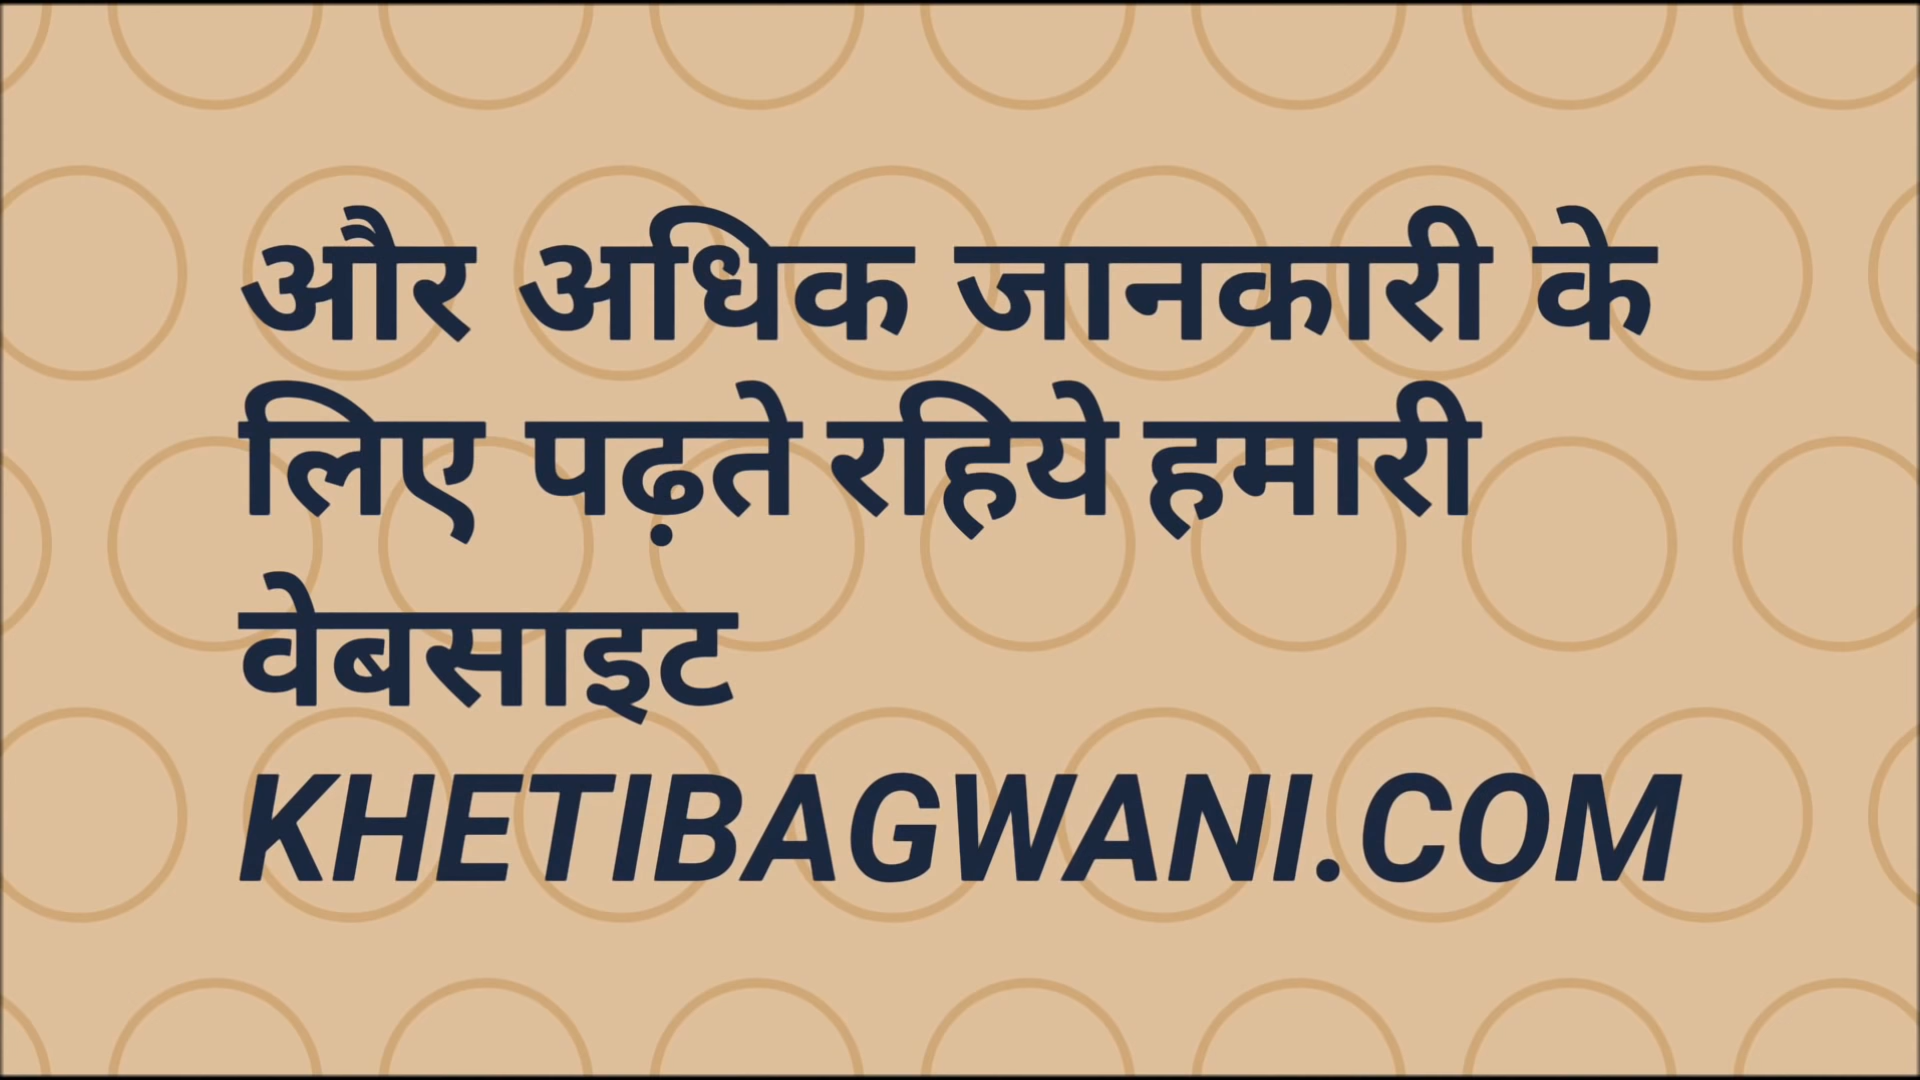 और अधिक जानकारी के
लिए पढ़ते रहिये हमारी
वेबसाइट
KHETIBAGWANI.COM